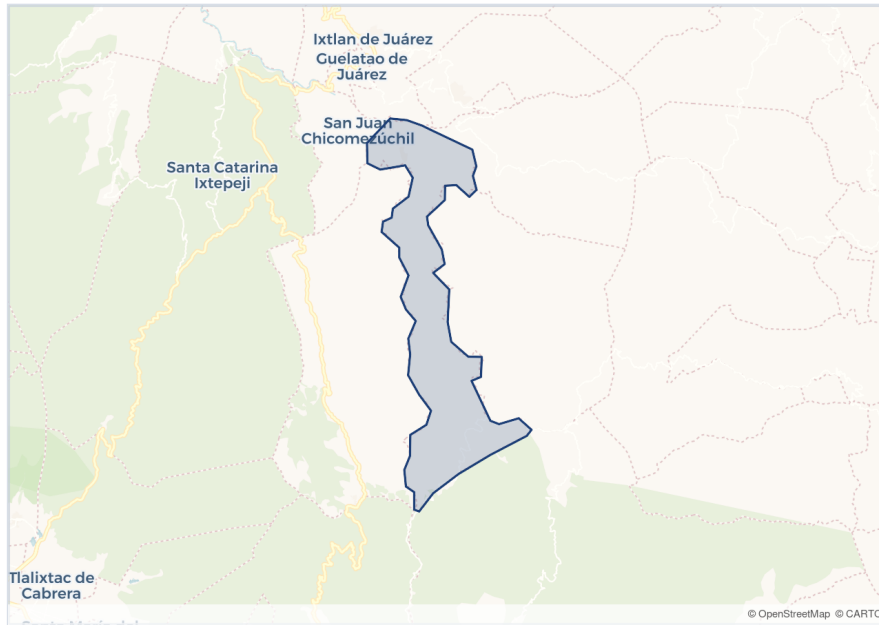 Ixtlan de Juárez
Guelatao de
Juárez
San Juan
Chicomezúchil
Santa Catarina
Ixtepeji
Tlalixtac de
Cabrera
© OpenStreetMap © CARTO